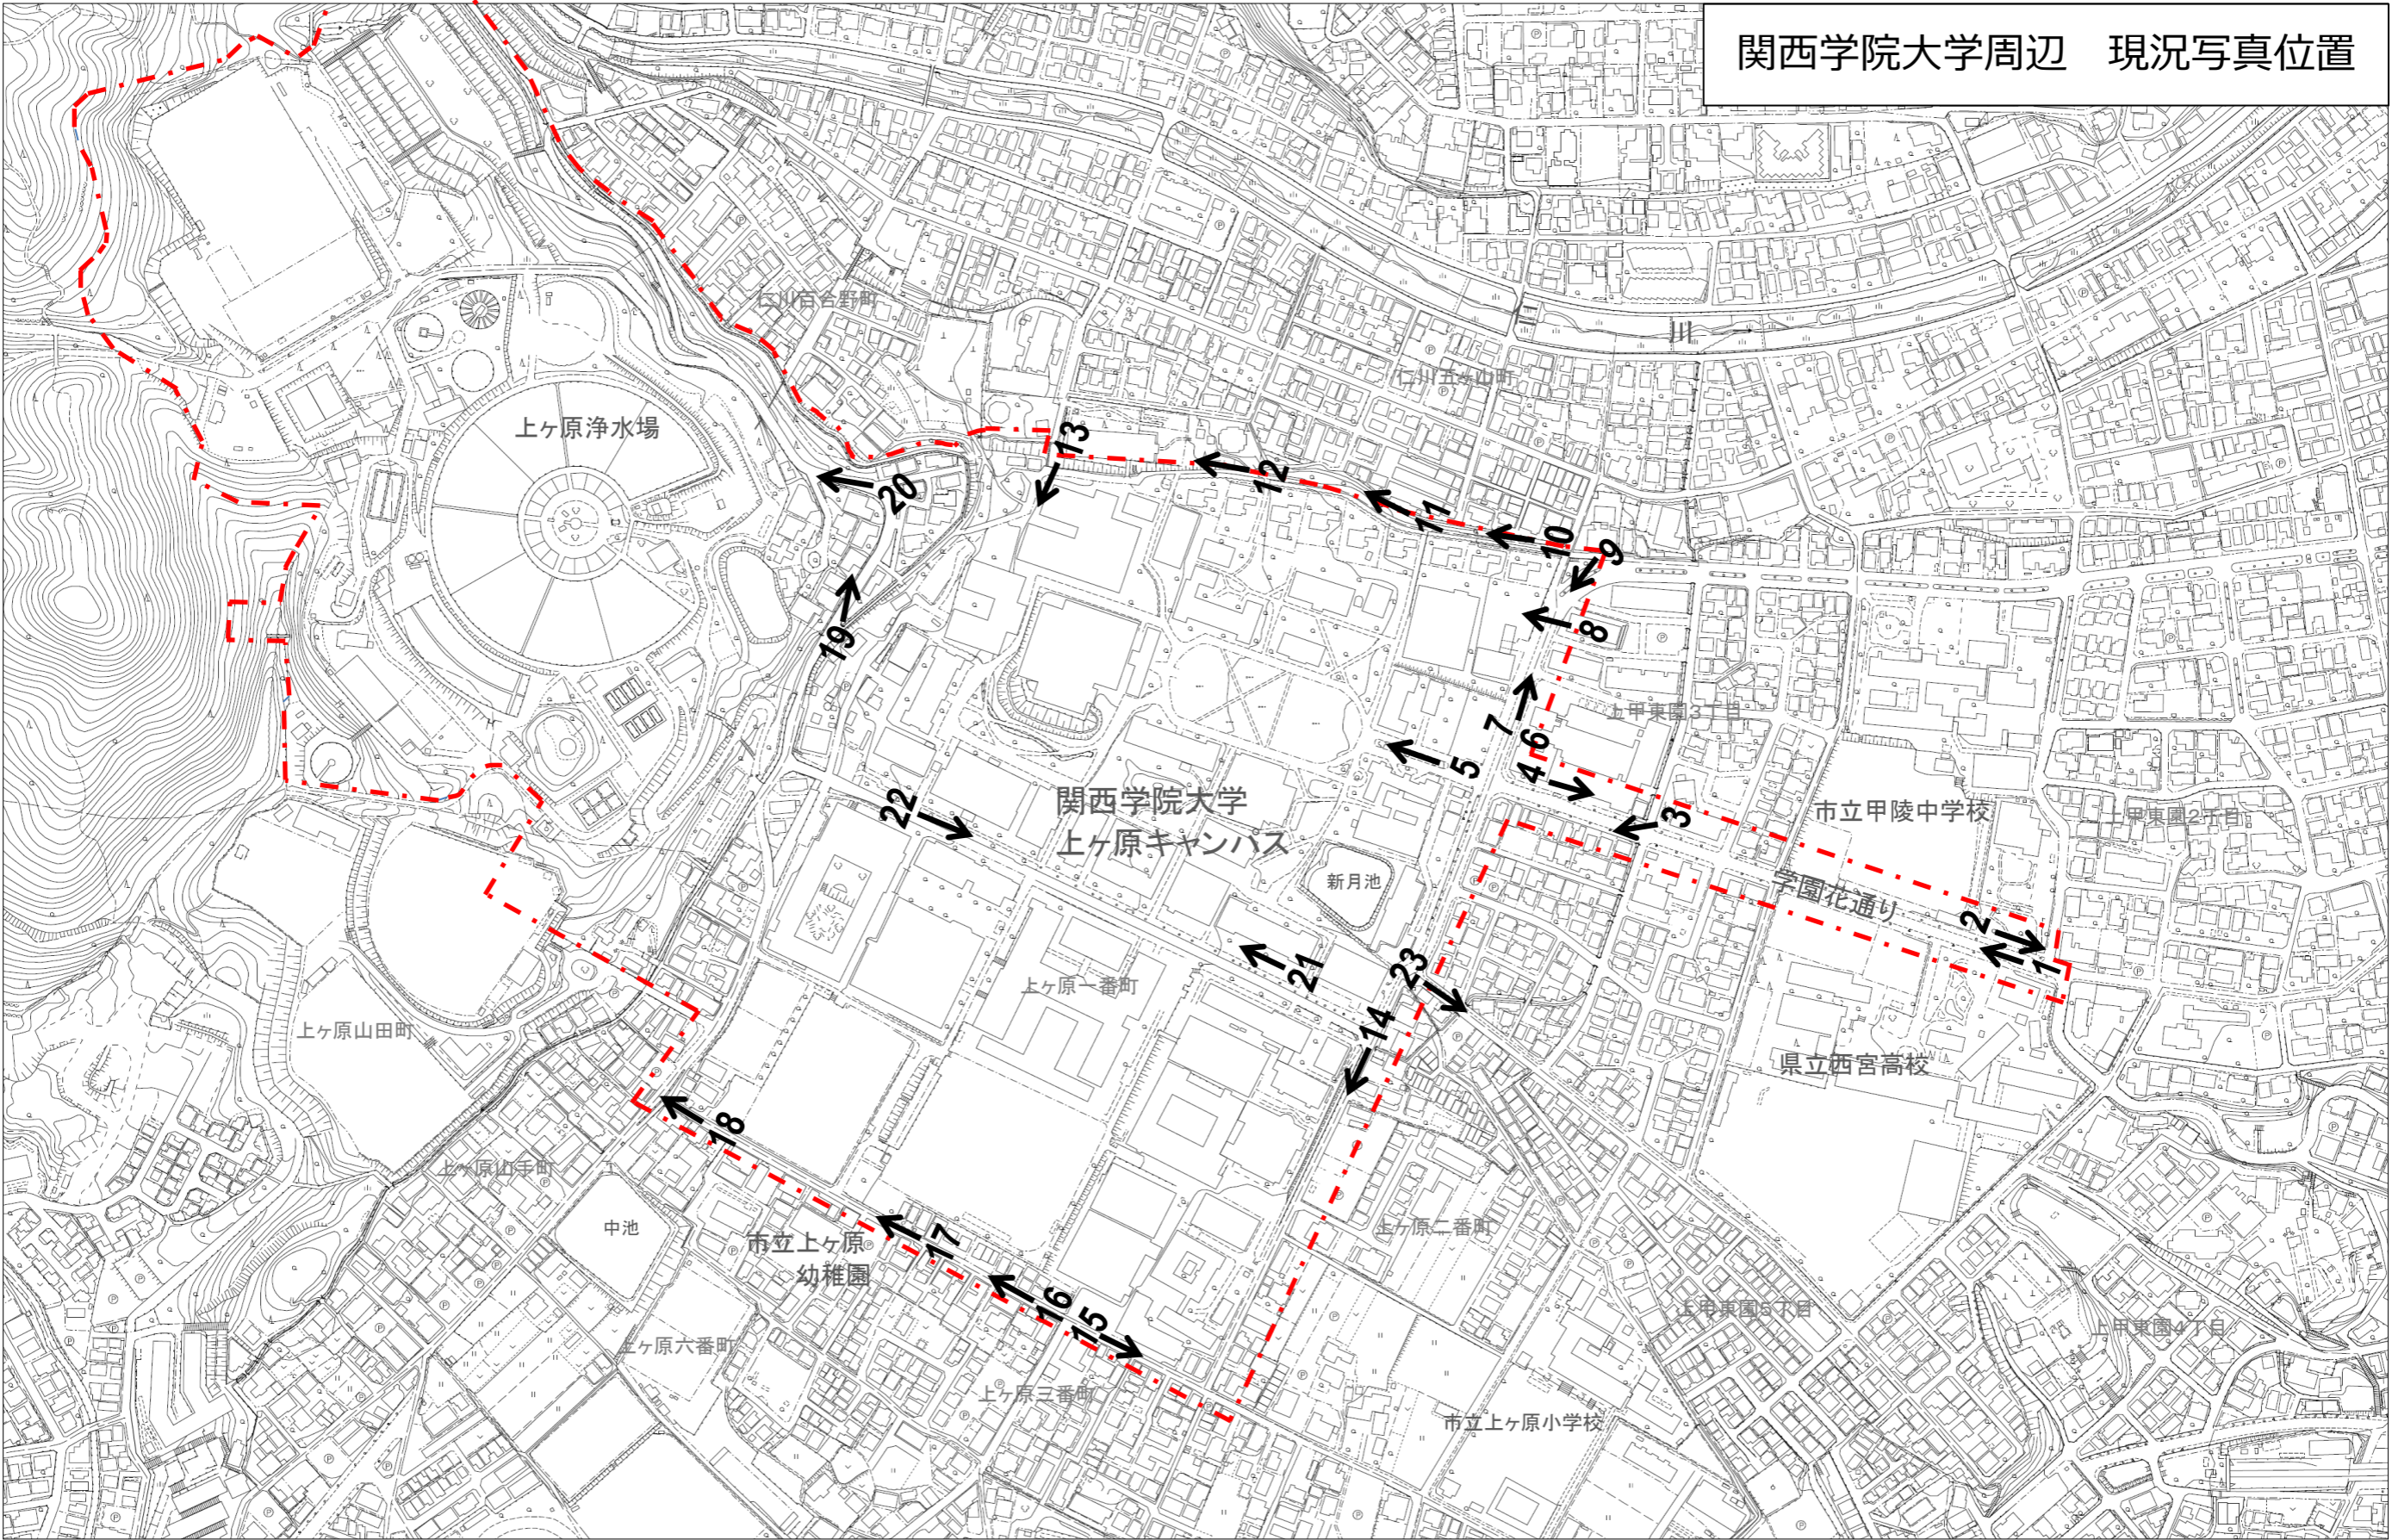 関西学院大学周辺　現況写真位置
仁川百合野町
川
仁川五ヶ山町
上ヶ原浄水場
13
12
20
11
10
9
8
19
7
6
上甲東園3丁目
5
4
22
関西学院大学
上ヶ原キャンパス
3
市立甲陵中学校
上甲東園2丁目
新月池
学園花通り
2
1
21
23
上ヶ原一番町
上ヶ原山田町
14
県立西宮高校
18
上ヶ原山手町
中池
市立上ヶ原
幼稚園
17
上ヶ原二番町
16
15
上甲東園5丁目
上甲東園4丁目
上ヶ原六番町
上ヶ原三番町
市立上ヶ原小学校